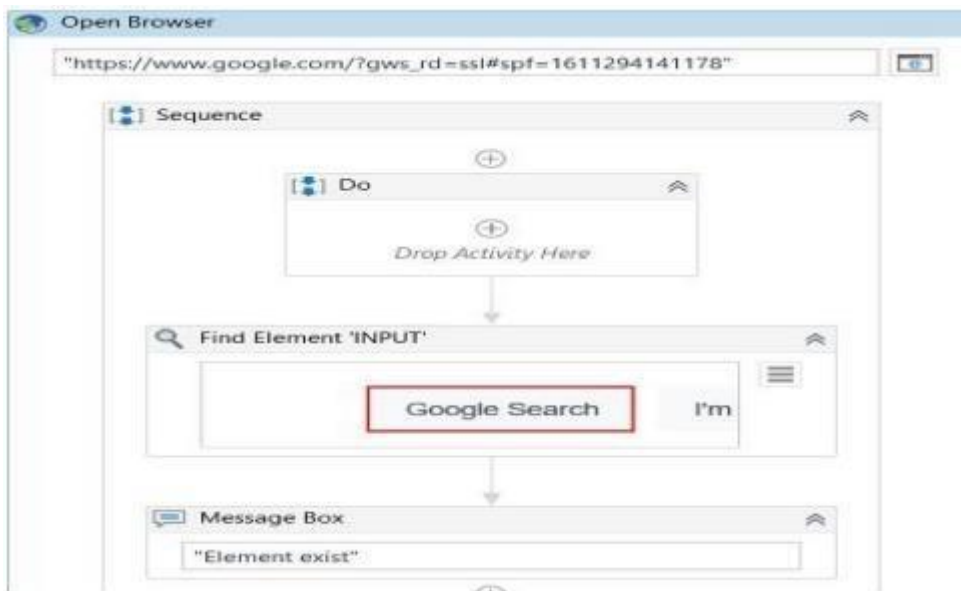 Open Browser
"https://www.google.com/?gws_rd=ssl#spf=1611294141178"
Sequence
Do
Drop Activity Here
Find Element 'INPUT'
Google Search I'm
Message Box
"Element exist"